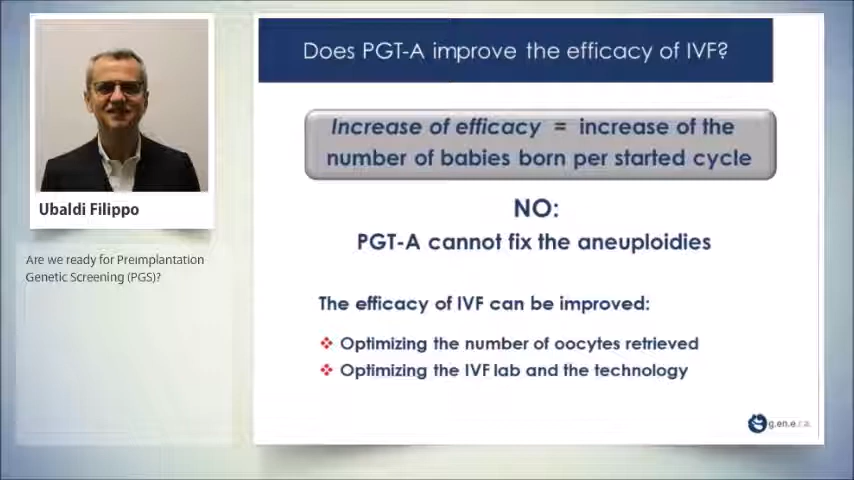 Does PGT-A improve the efficacy of IVF?
Increase of efficacy = increase of the
number of babies born per started cycle
NO:
PGT-A cannot fix the aneuploidies
The efficacy of IVF can be improved:
Optimizing the number of oocytes retrieved
Optimizing the IVF lab and the technology
g.en.e.r.a.
Ubaldi Filippo
Are we ready for Preimplantation
Genetic Screening (PGS)?